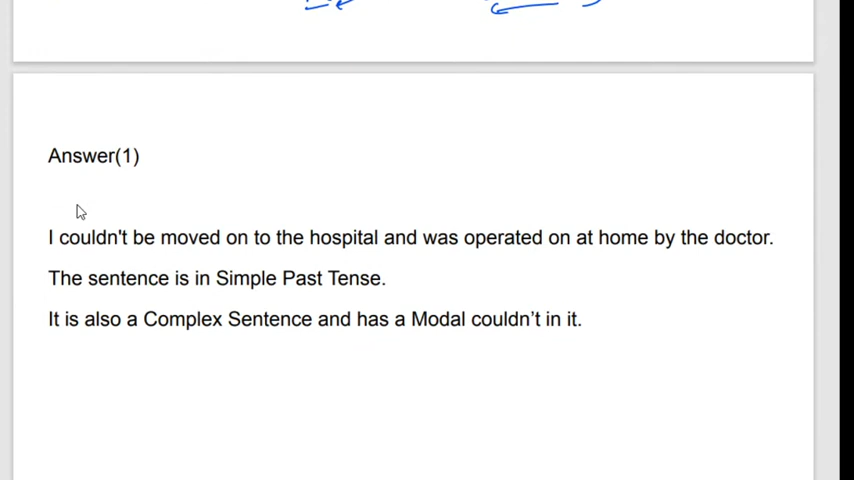 Answer(1)
I couldn't be moved on to the hospital and was operated on at home by the doctor.
The sentence is in Simple Past Tense.
It is also a Complex Sentence and has a Modal couldn’t in it.